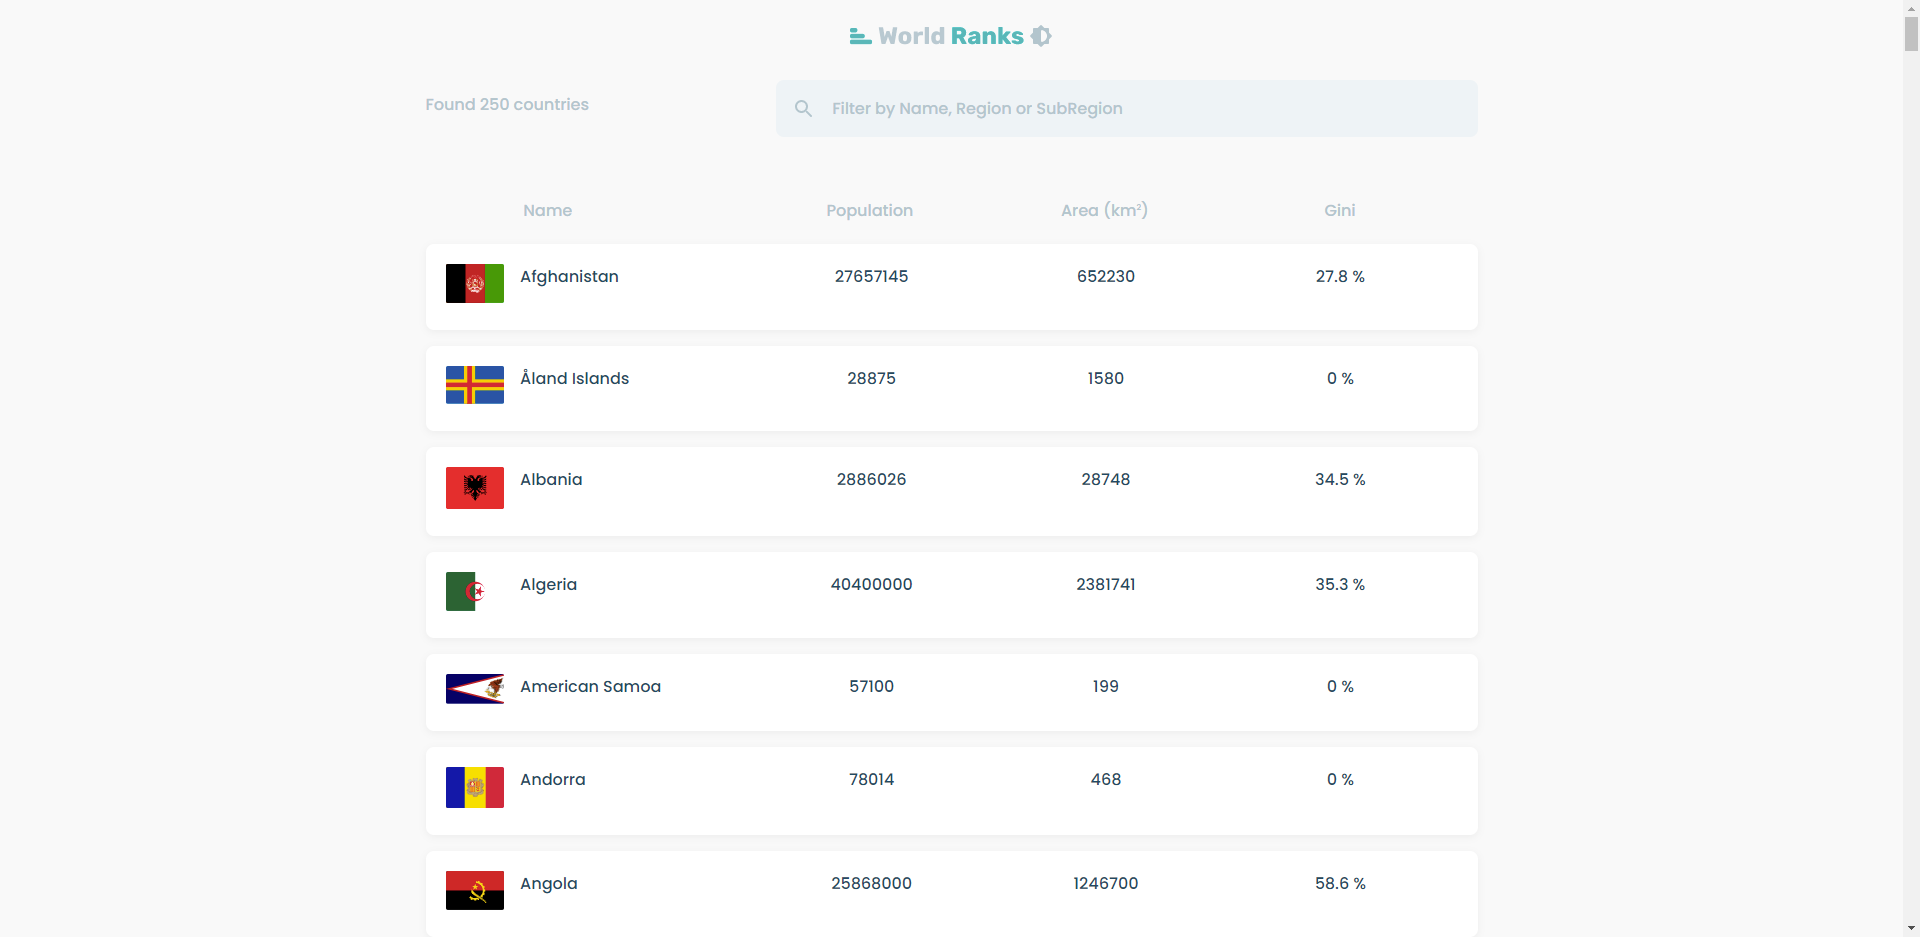 World Ranks
Found 250 countries
Filter by Name, Region or SubRegion
Name Population Area (km²) Gini
Afghanistan 27657145 652230 27.8 %
Åland Islands 28875 1580 0 %
Albania 2886026 28748 34.5 %
Algeria 40400000 2381741 35.3 %
American Samoa 57100 199 0 %
Andorra 78014 468 0 %
Angola 25868000 1246700 58.6 %